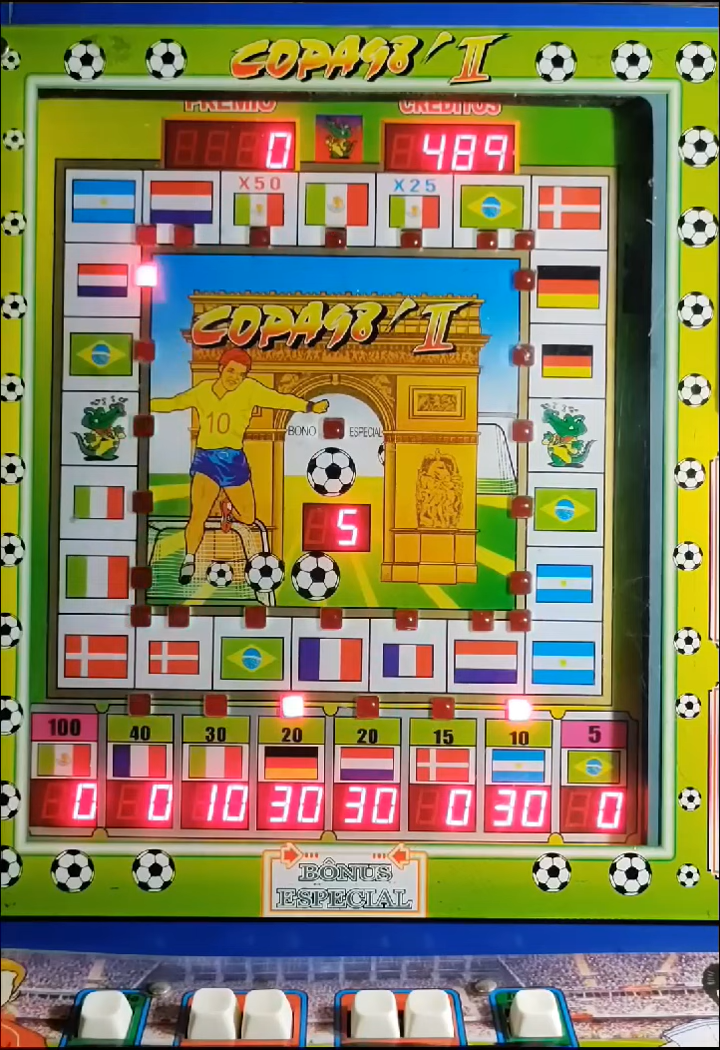 COPA98' II
PREMIO CREDITOS
0 489
X50 X25
COPA98' II
10
BONO ESPECIAL
5
100 40 30 20 20 15 10 5
0 0 10 30 30 0 30 0
BÔNUS
ESPECIAL